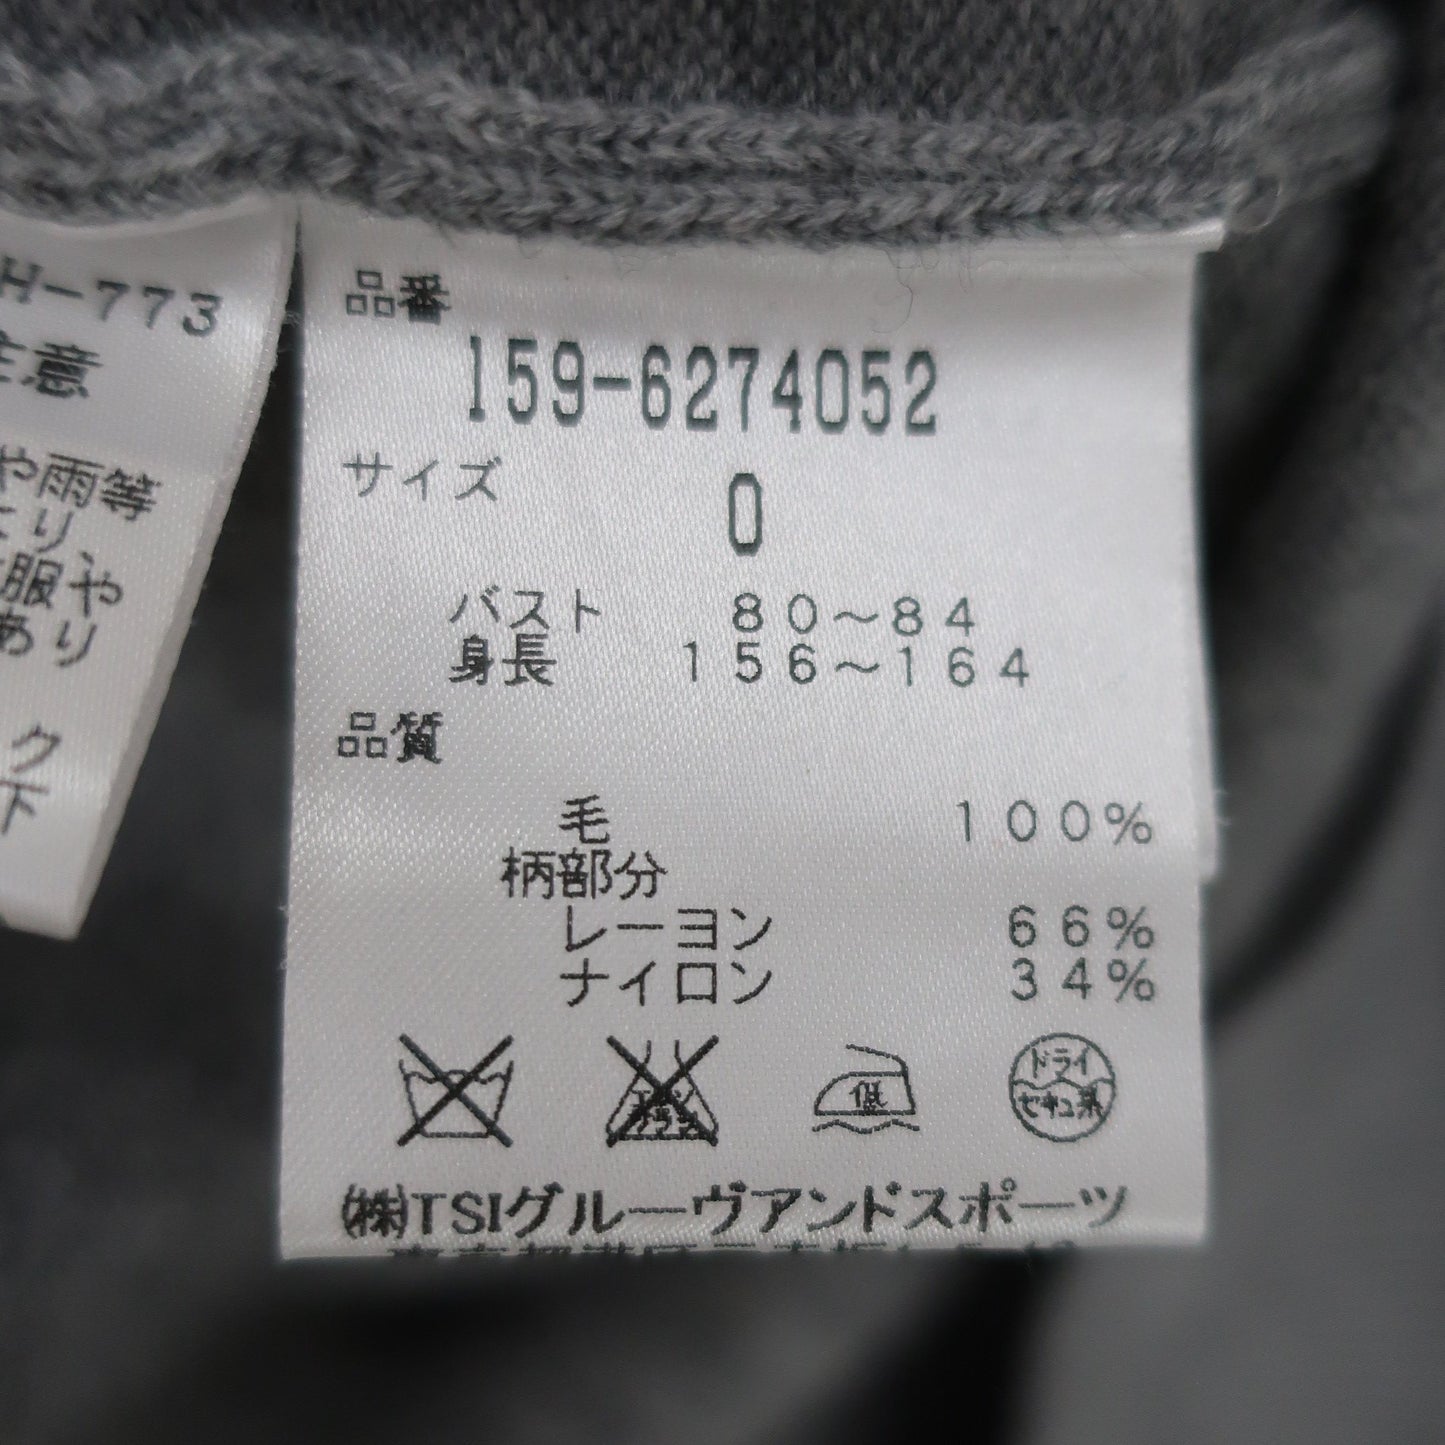 H-773
注意
や雨等
とり
服や
あり
ク
下
品番
159-6274052
サイズ
0
バスト 80～84
身長 156～164
品質
毛 100%
柄部分
レーヨン 66%
ナイロン 34%
低
ドライ
セキユ系
㈱TSIグルーヴアンドスポーツ